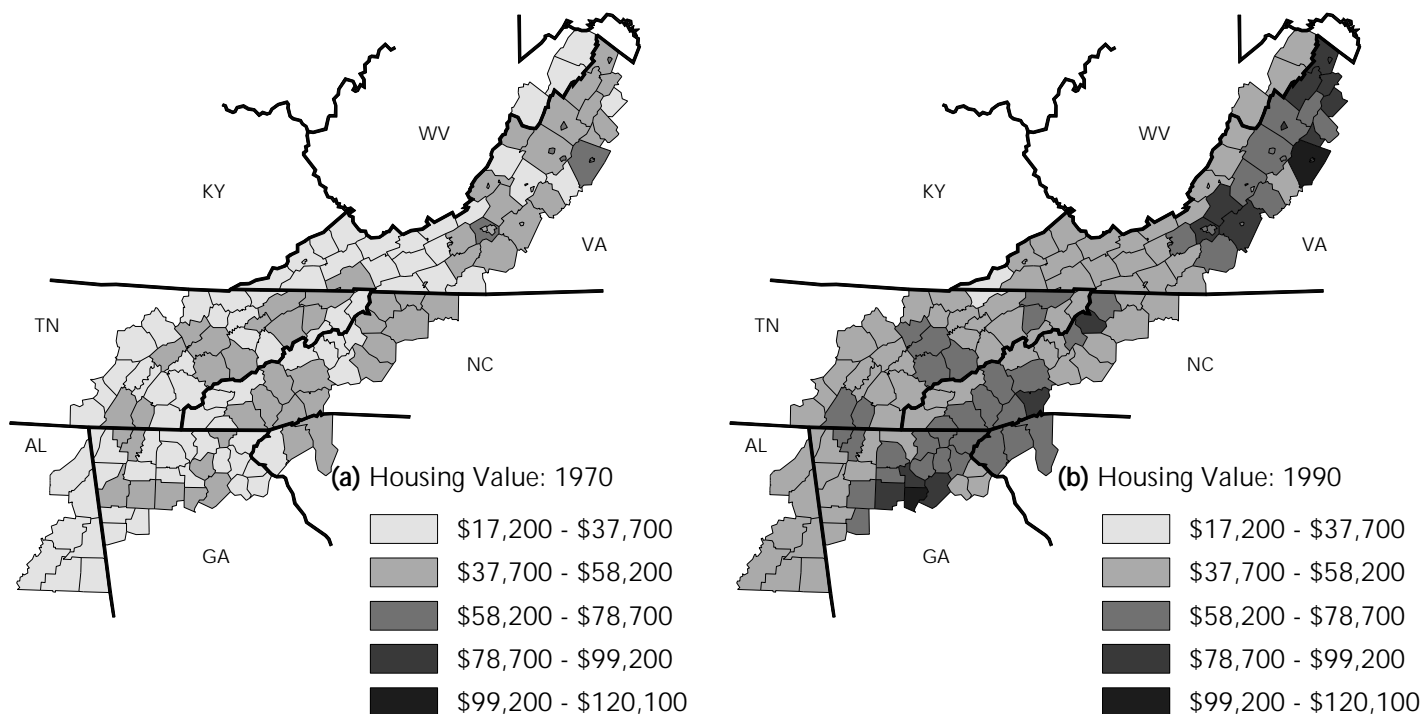 WV
KY
VA
TN
NC
AL
GA
(a) Housing Value: 1970
$17,200 - $37,700
$37,700 - $58,200
$58,200 - $78,700
$78,700 - $99,200
$99,200 - $120,100
WV
KY
VA
TN
NC
AL
GA
(b) Housing Value: 1990
$17,200 - $37,700
$37,700 - $58,200
$58,200 - $78,700
$78,700 - $99,200
$99,200 - $120,100